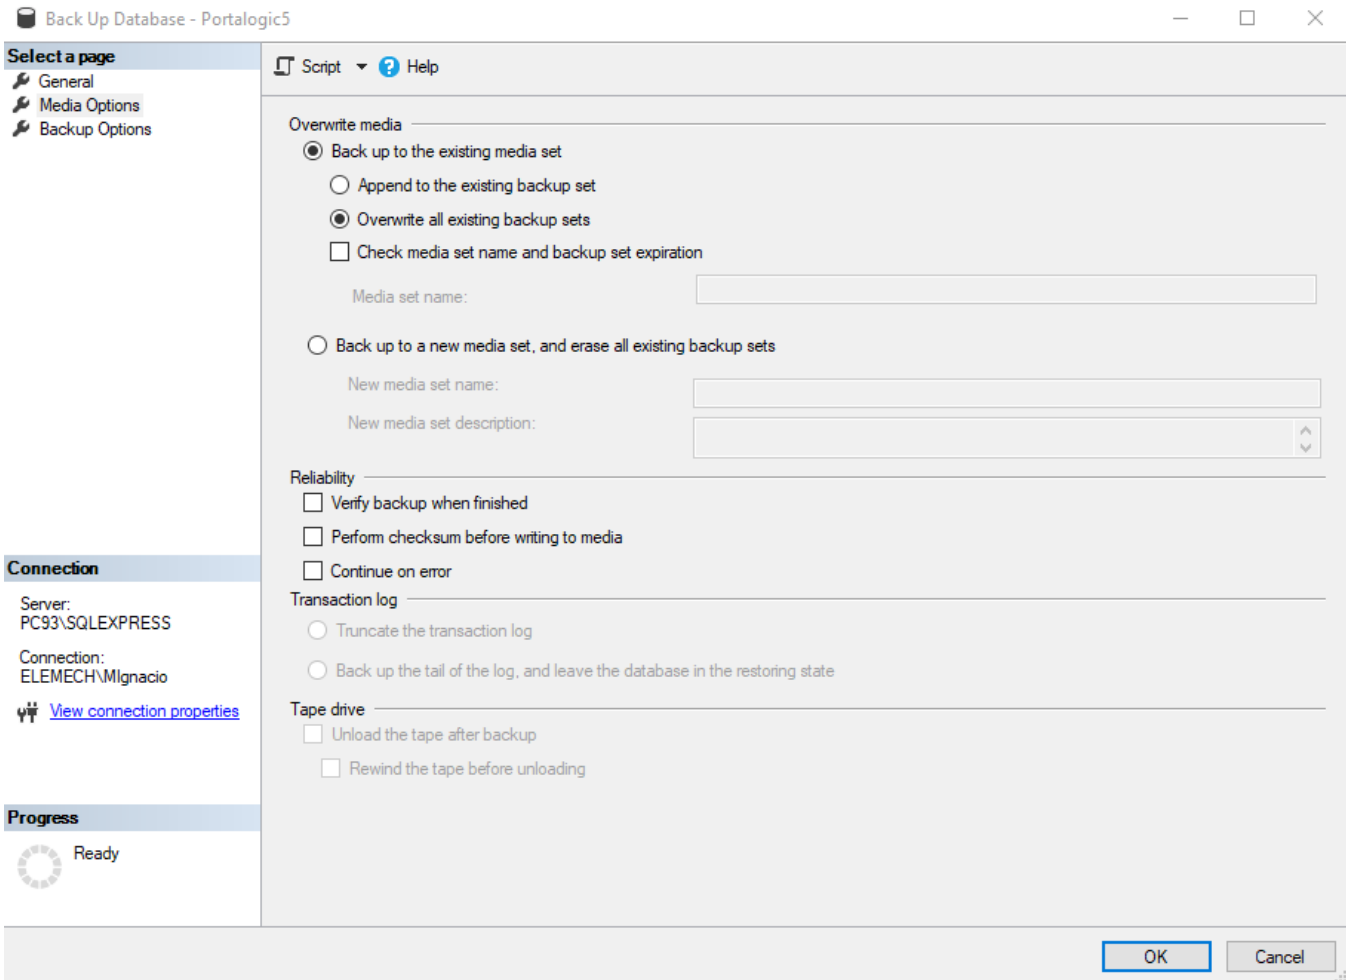 Back Up Database - Portalogic5
Select a page
General
Media Options
Backup Options
Script
Help
Overwrite media
Back up to the existing media set
Append to the existing backup set
Overwrite all existing backup sets
Check media set name and backup set expiration
Media set name:
Back up to a new media set, and erase all existing backup sets
New media set name:
New media set description:
Reliability
Verify backup when finished
Perform checksum before writing to media
Continue on error
Transaction log
Truncate the transaction log
Back up the tail of the log, and leave the database in the restoring state
Tape drive
Unload the tape after backup
Rewind the tape before unloading
Connection
Server:
PC93\SQLEXPRESS
Connection:
ELEMECH\MIgnacio
View connection properties
Progress
Ready
OK
Cancel